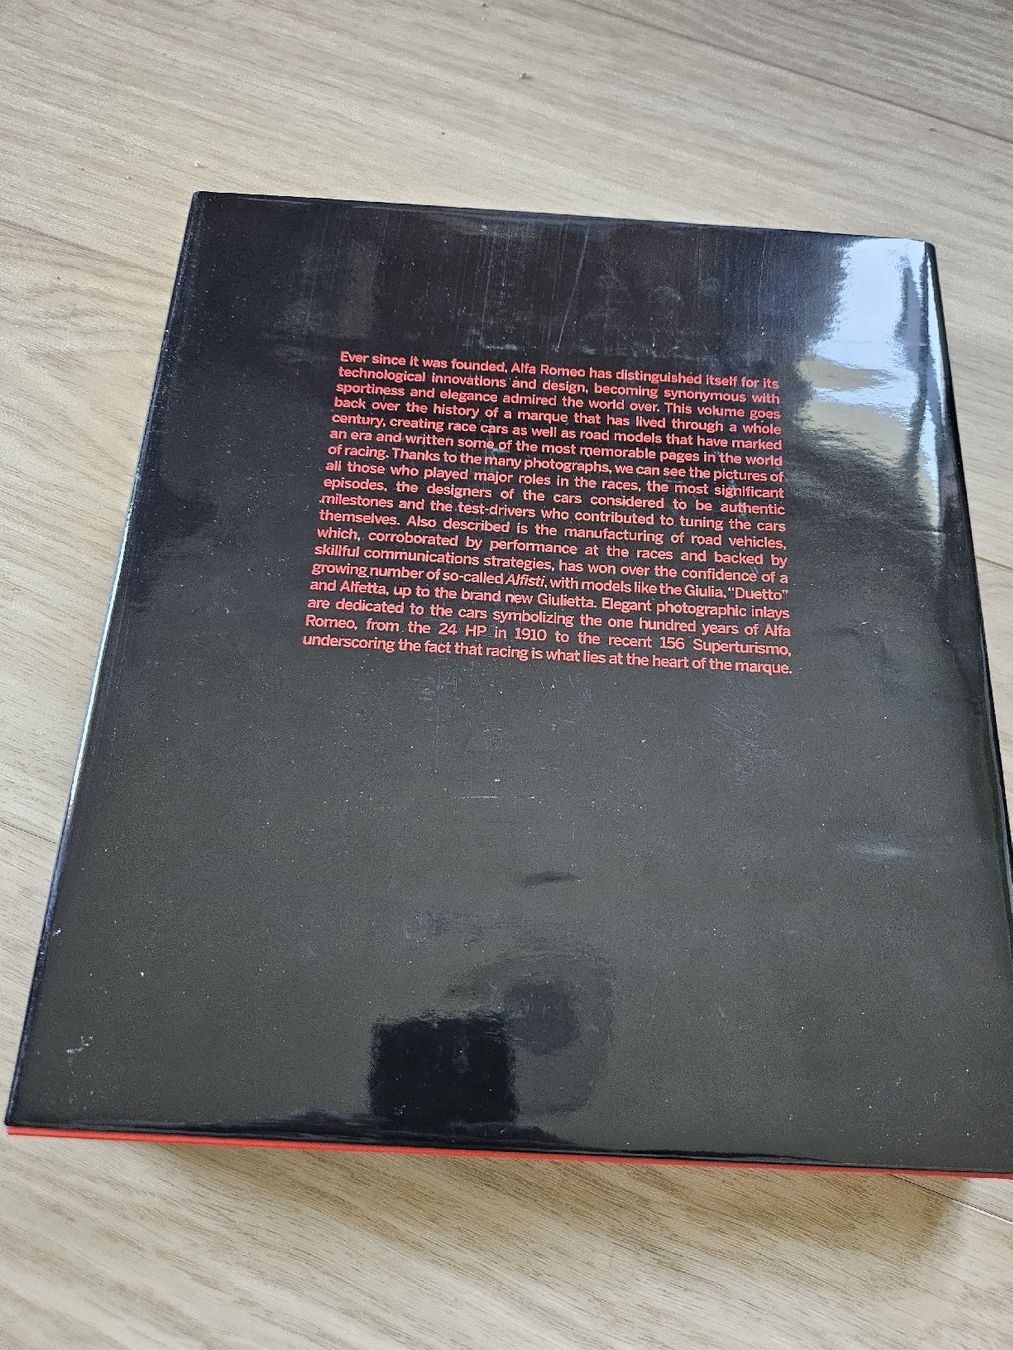 Ever since it was founded, Alfa Romeo has distinguished itself for its
technological innovations and design, becoming synonymous with
sportiness and elegance admired the world over. This volume goes
back over the history of a marque that has lived through a whole
century, creating race cars as well as road models that have marked
an era and written some of the most memorable pages in the world
of racing. Thanks to the many photographs, we can see the pictures of
all those who played major roles in the races, the most significant
episodes, the designers of the cars considered to be authentic
milestones and the test-drivers who contributed to tuning the cars
themselves. Also described is the manufacturing of road vehicles,
which, corroborated by performance at the races and backed by
skillful communications strategies, has won over the confidence of a
growing number of so-called Alfisti, with models like the Giulia, “Duetto”
and Alfetta, up to the brand new Giulietta. Elegant photographic inlays
are dedicated to the cars symbolizing the one hundred years of Alfa
Romeo, from the 24 HP in 1910 to the recent 156 Superturismo,
underscoring the fact that racing is what lies at the heart of the marque.